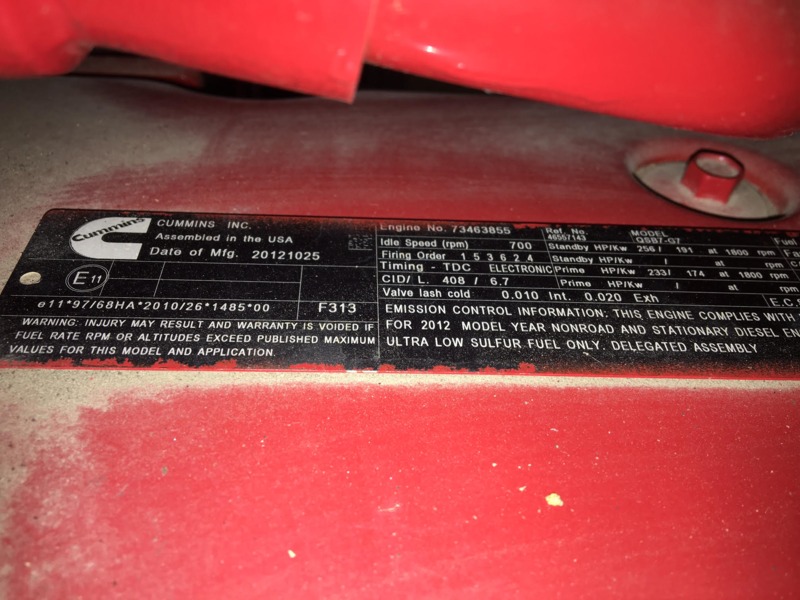 Cummins
CUMMINS INC.
Assembled in the USA
Date of Mfg. 20121025
E11
e11*97/68HA*2010/26*1485*00 F313
WARNING: INJURY MAY RESULT AND WARRANTY IS VOIDED IF
FUEL RATE RPM OR ALTITUDES EXCEED PUBLISHED MAXIMUM
VALUES FOR THIS MODEL AND APPLICATION.
Engine No. 73463855
Idle Speed (rpm) 700
Firing Order 1 5 3 6 2 4
Timing - TDC ELECTRONIC
CID/ L. 408 / 6.7
Valve lash cold 0.010 Int. 0.020 Exh
Ref. No MODEL
46557143 QSB7-G7 Fuel
Standby HP/Kw 256 / 191 at 1800 rpm
Standby HP/Kw / at rpm
Prime HP/Kw 233/ 174 at 1800 rpm
Prime HP/Kw / at rpm
EMISSION CONTROL INFORMATION: THIS ENGINE COMPLIES WITH
FOR 2012 MODEL YEAR NONROAD AND STATIONARY DIESEL
ULTRA LOW SULFUR FUEL ONLY. DELEGATED ASSEMBLY